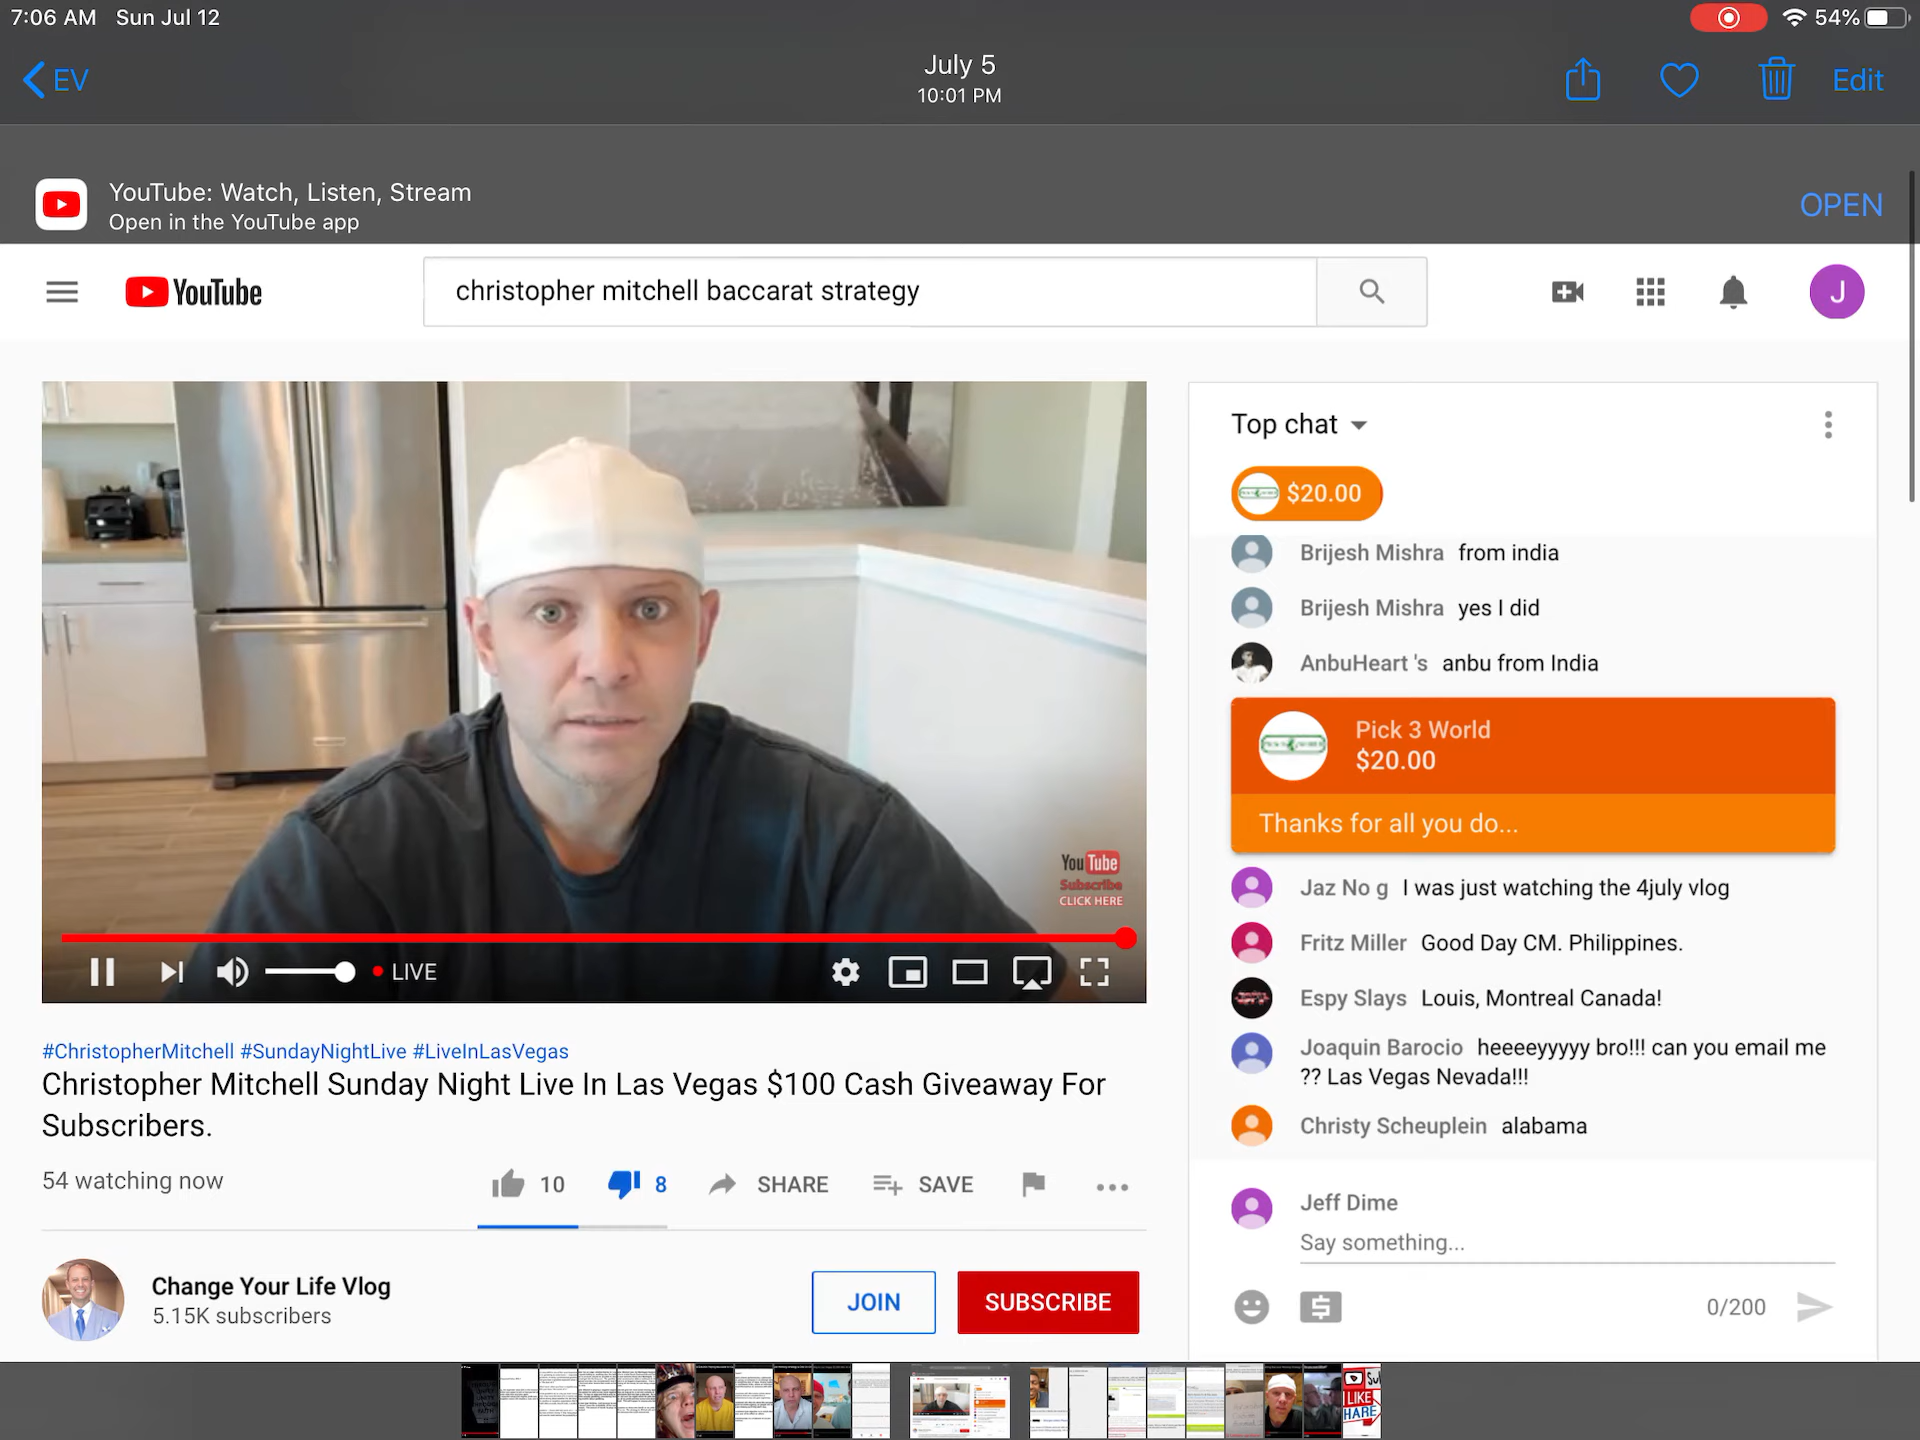 7:06 AM Sun Jul 12
54%
EV
July 5
10:01 PM
Edit
YouTube: Watch, Listen, Stream
Open in the YouTube app
OPEN
YouTube
christopher mitchell baccarat strategy
J
Top chat
$20.00
Brijesh Mishra from india
Brijesh Mishra yes I did
AnbuHeart 's anbu from India
Pick 3 World
$20.00
Thanks for all you do...
Jaz No g I was just watching the 4july vlog
Fritz Miller Good Day CM. Philippines.
Espy Slays Louis, Montreal Canada!
Joaquin Barocio heeeeyyyyy bro!!! can you email me
?? Las Vegas Nevada!!!
Christy Scheuplein alabama
Jeff Dime
Say something...
0/200
YouTube
Subscribe
CLICK HERE
LIVE
#ChristopherMitchell #SundayNightLive #LiveInLasVegas
Christopher Mitchell Sunday Night Live In Las Vegas $100 Cash Giveaway For
Subscribers.
54 watching now
10
8
SHARE
SAVE
Change Your Life Vlog
5.15K subscribers
JOIN
SUBSCRIBE
LIKE